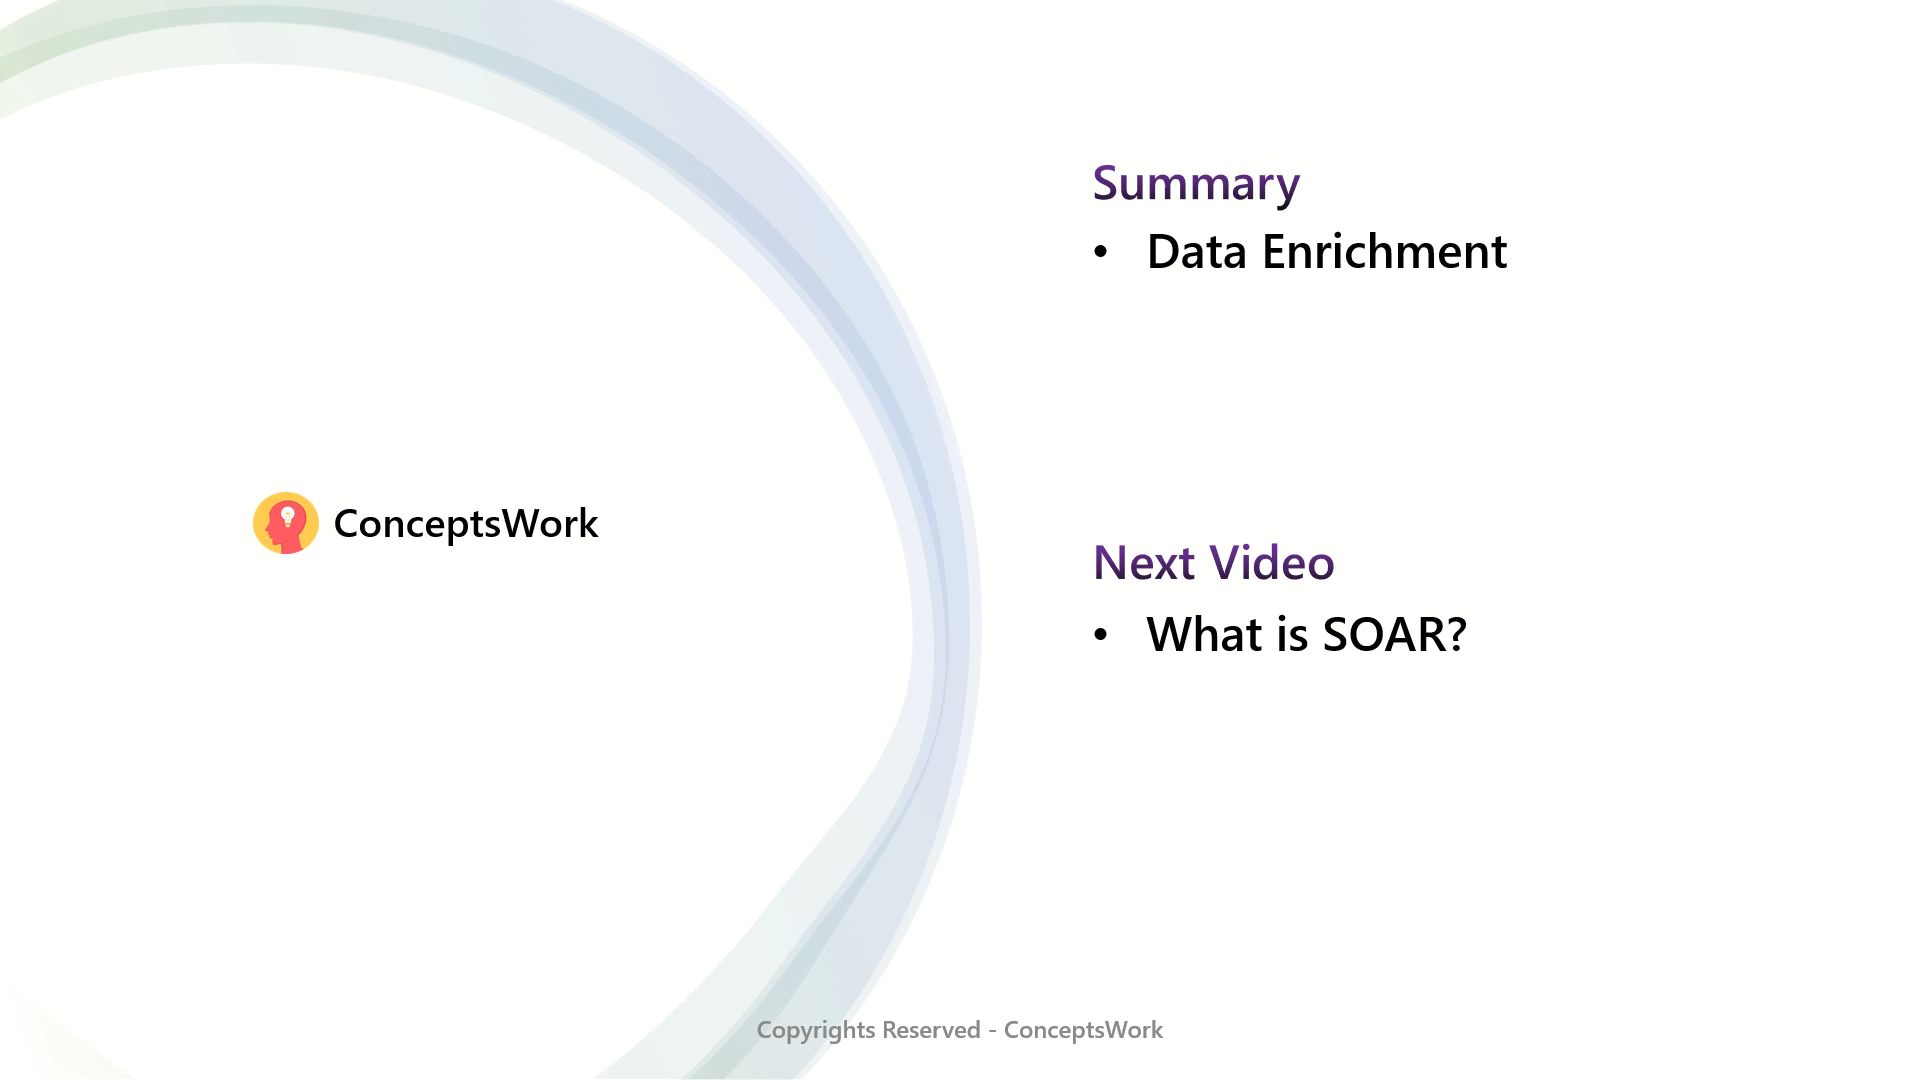 Summary
• Data Enrichment
ConceptsWork
Next Video
• What is SOAR?
Copyrights Reserved - ConceptsWork